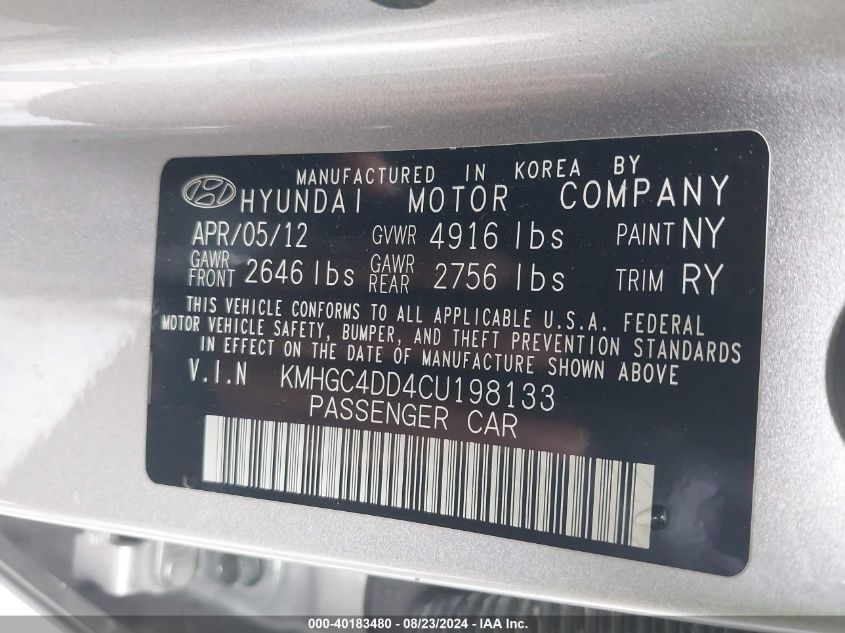 MANUFACTURED IN KOREA BY
HYUNDAI MOTOR COMPANY
APR/05/12 GVWR 4916 lbs PAINT NY
GAWR FRONT 2646 lbs GAWR REAR 2756 lbs TRIM RY
THIS VEHICLE CONFORMS TO ALL APPLICABLE U.S.A. FEDERAL
MOTOR VEHICLE SAFETY, BUMPER, AND THEFT PREVENTION STANDARDS
IN EFFECT ON THE DATE OF MANUFACTURE SHOWN ABOVE
V.I.N KMHGC4DD4CU198133
PASSENGER CAR
000-40183480 - 08/23/2024 - IAA Inc.